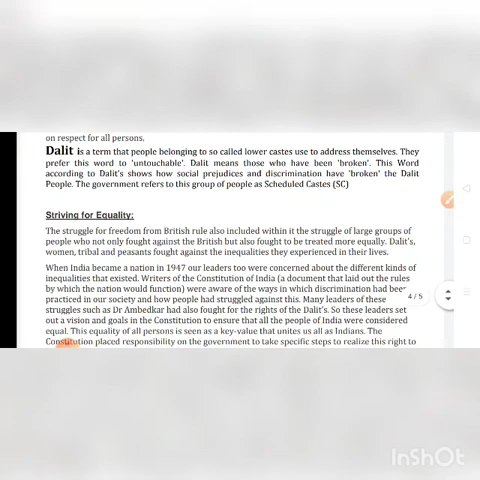 on respect for all persons.
Dalit is a term that people belonging to so called lower castes use to address themselves. They
prefer this word to 'untouchable'. Dalit means those who have been 'broken'. This Word
according to Dalit's shows how social prejudices and discrimination have 'broken' the Dalit
People. The government refers to this group of people as Scheduled Castes (SC)
Striving for Equality:
The struggle for freedom from British rule also included within it the struggle of large groups of
people who not only fought against the British but also fought to be treated more equally. Dalit's,
women, tribal and peasants fought against the inequalities they experienced in their lives.
When India became a nation in 1947 our leaders too were concerned about the different kinds of
inequalities that existed. Writers of the Constitution of India (a document that laid out the rules
by which the nation would function) were aware of the ways in which discrimination had been
practiced in our society and how people had struggled against this. Many leaders of these
4/5
struggles such as Dr Ambedkar had also fought for the rights of the Dalit's. So these leaders set
out a vision and goals in the Constitution to ensure that all the people of India were considered
equal. This equality of all persons is seen as a key-value that unites us all as Indians. The
Constitution placed responsibility on the government to take specific steps to realize this right to
InShOt